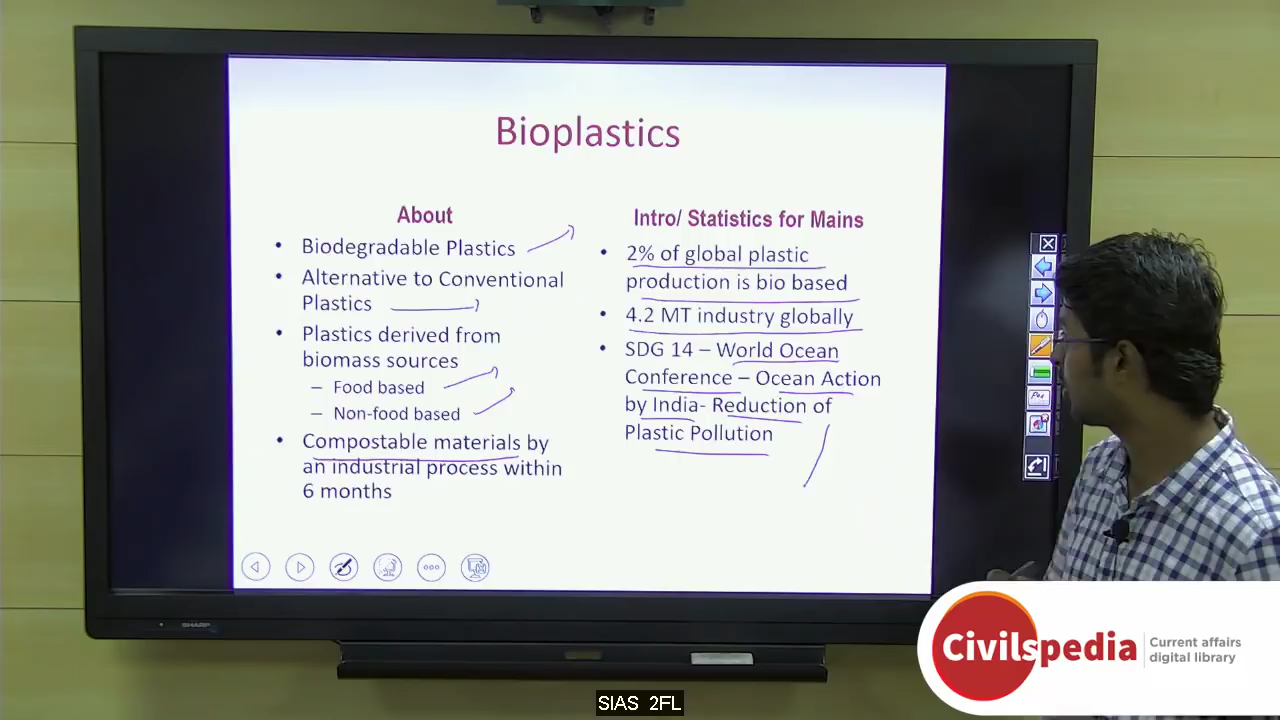 Bioplastics
About
• Biodegradable Plastics
• Alternative to Conventional
Plastics
• Plastics derived from
biomass sources
– Food based
– Non-food based
• Compostable materials by
an industrial process within
6 months
Intro/ Statistics for Mains
• 2% of global plastic
production is bio based
• 4.2 MT industry globally
• SDG 14 – World Ocean
Conference – Ocean Action
by India- Reduction of
Plastic Pollution
SHARP
Civilspedia
Current affairs
digital library
SIAS 2FL